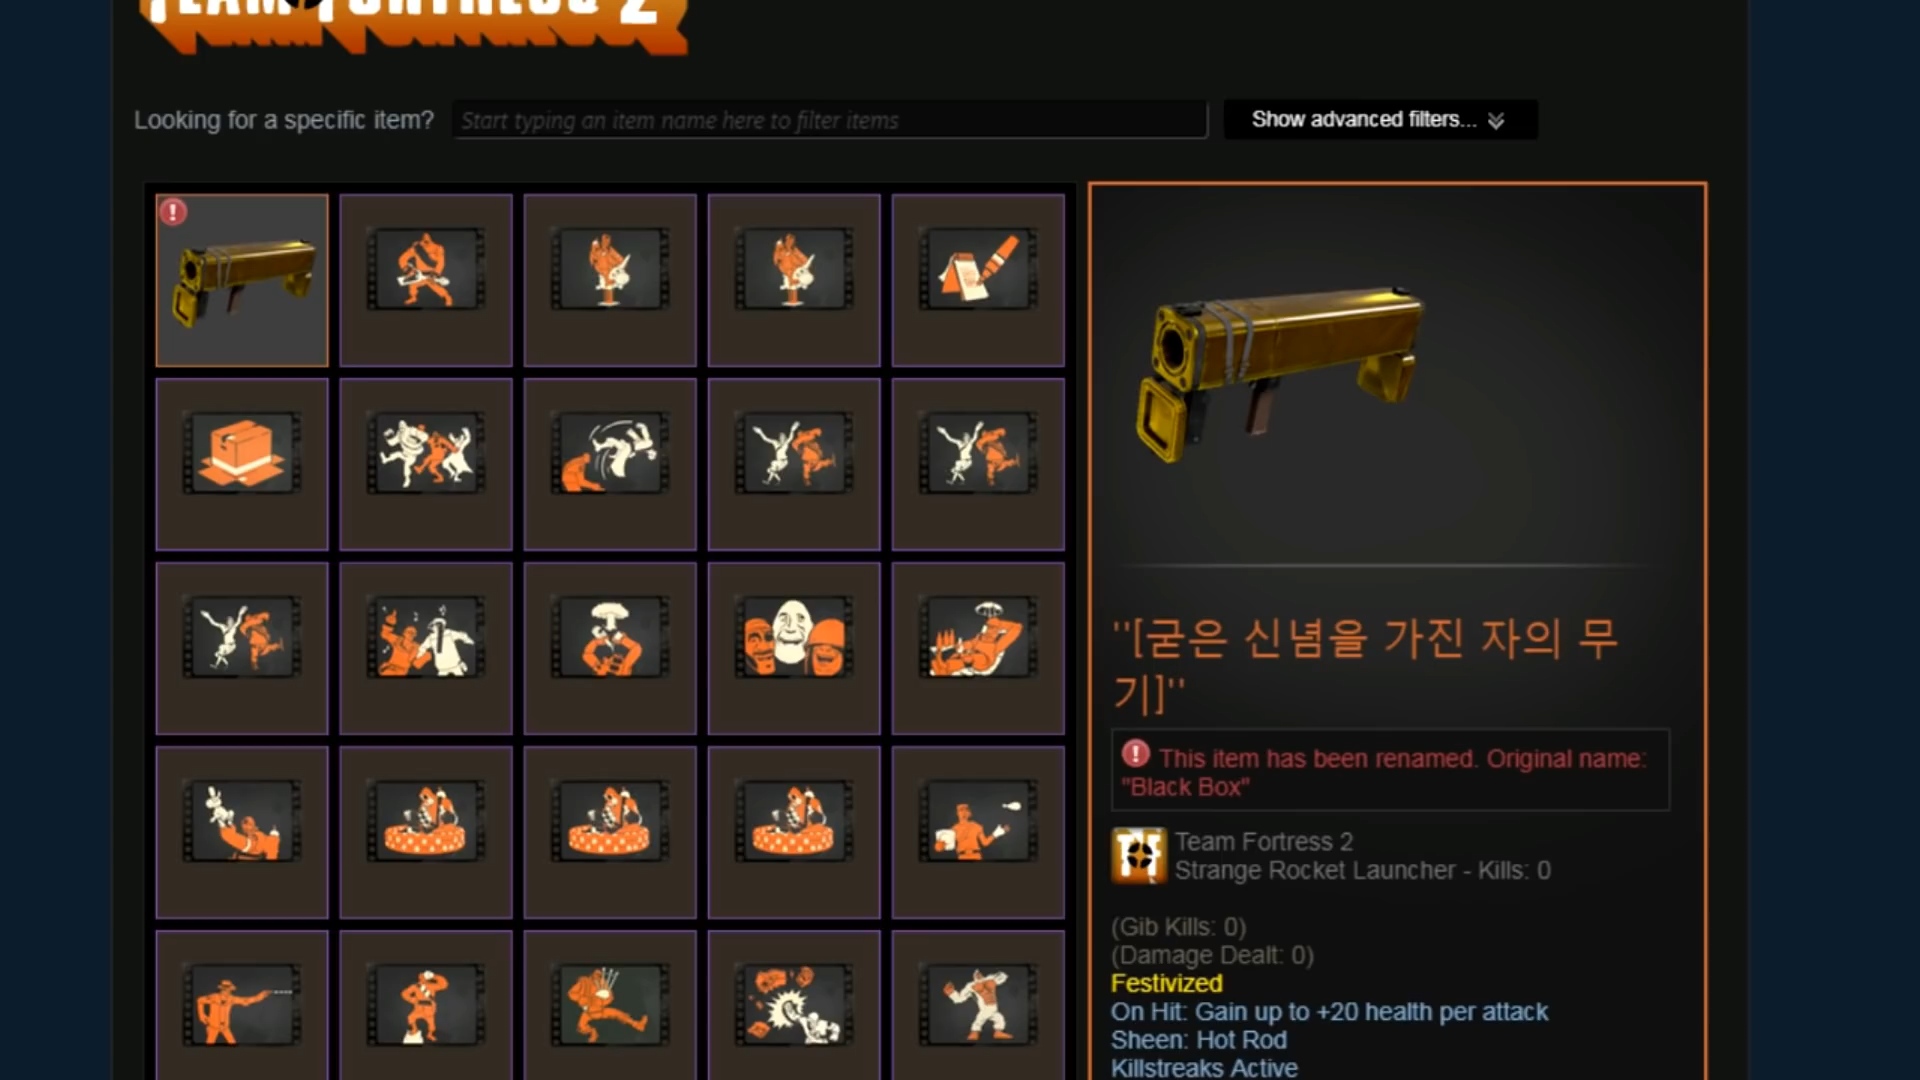 TEAM FORTRESS 2
Looking for a specific item?
Start typing an item name here to filter items
Show advanced filters...
''[굳은 신념을 가진 자의 무
기]''
This item has been renamed. Original name:
"Black Box"
Team Fortress 2
Strange Rocket Launcher - Kills: 0
(Gib Kills: 0)
(Damage Dealt: 0)
Festivized
On Hit: Gain up to +20 health per attack
Sheen: Hot Rod
Killstreaks Active